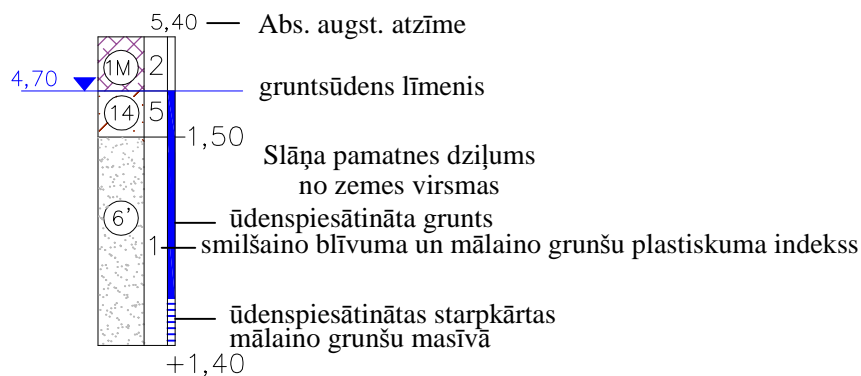 5,40 Abs. augst. atzīme
1M 2
4,70 gruntsūdens līmenis
14 5
1,50
Slāņa pamatnes dziļums
no zemes virsmas
6' ūdenspiesātināta grunts
1 smilšaino blīvuma un mālaino grunšu plastiskuma indekss
ūdenspiesātinātas starpkārtas
mālaino grunšu masīvā
+1,40